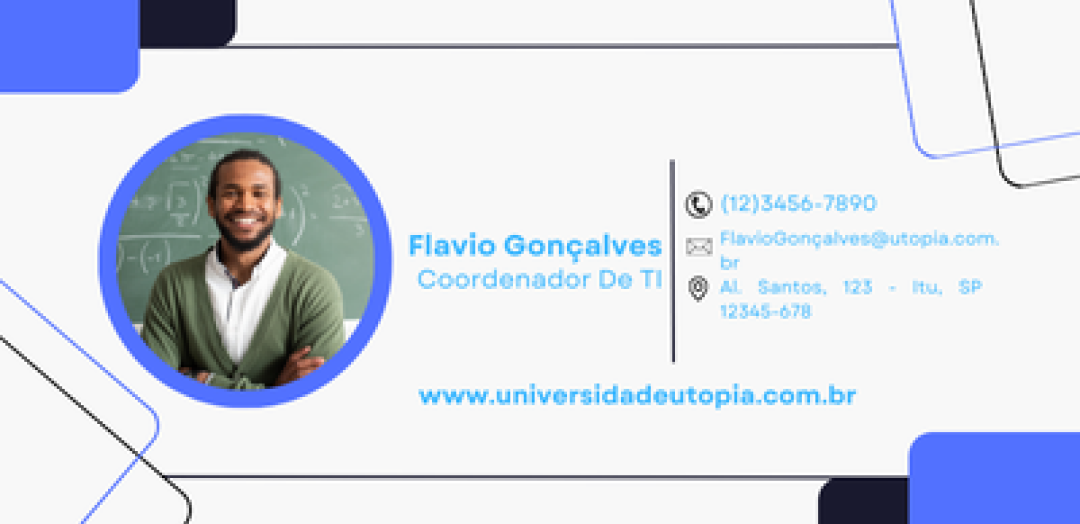 Flavio Gonçalves
Coordenador De TI
(12)3456-7890
FlavioGonçalves@utopia.com.
br
Al. Santos, 123 - Itu, SP
12345-678
www.universidadeutopia.com.br